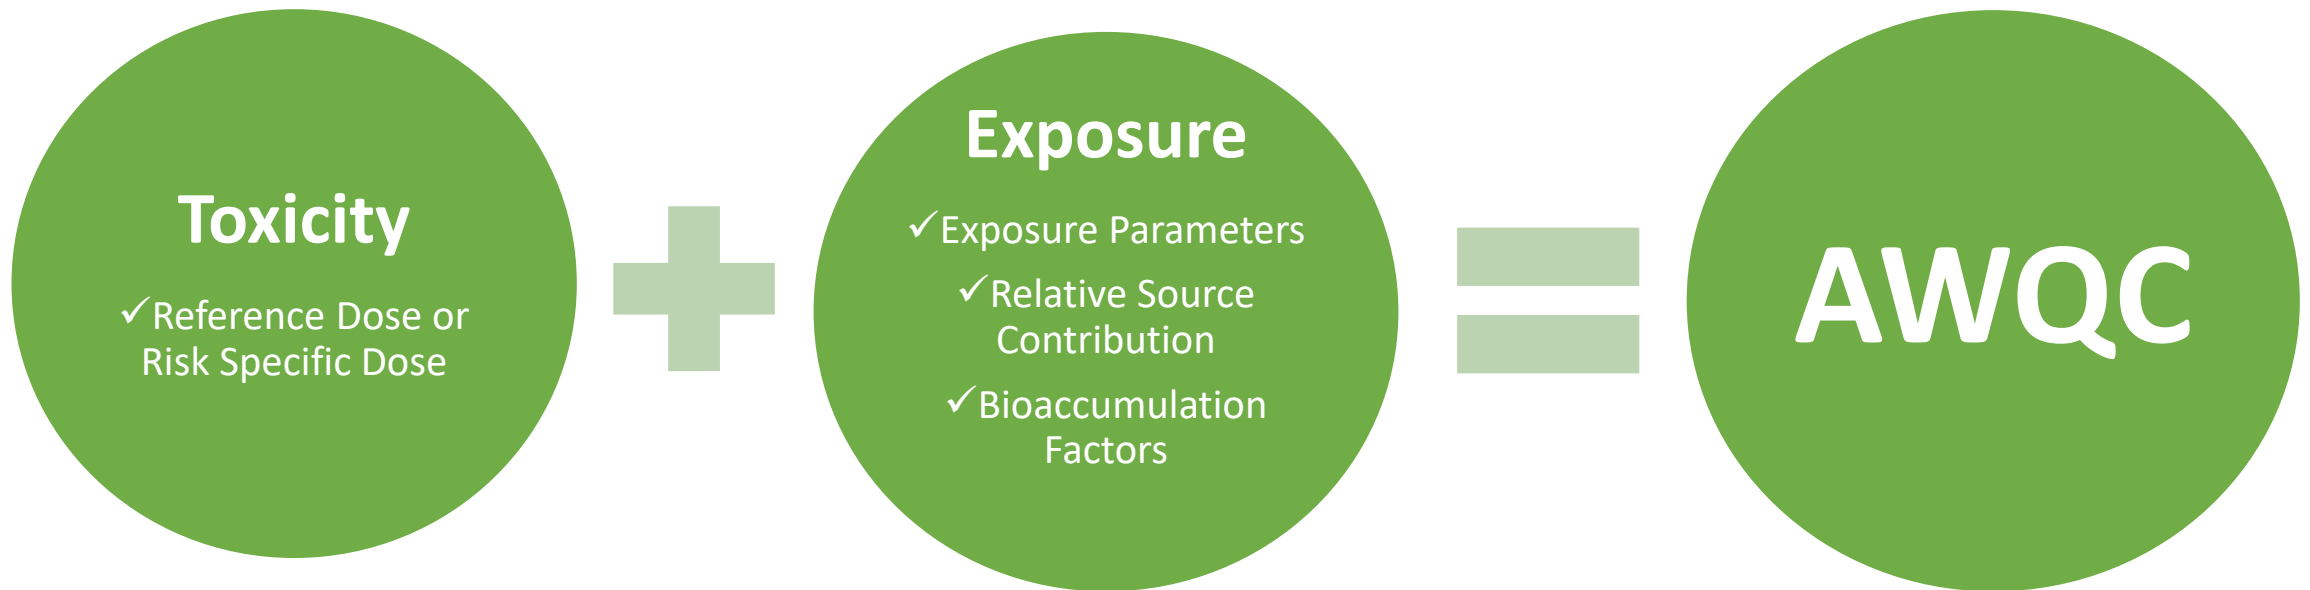 Toxicity
✓Reference Dose or
Risk Specific Dose
Exposure
✓Exposure Parameters
✓Relative Source
Contribution
✓Bioaccumulation
Factors
AWQC